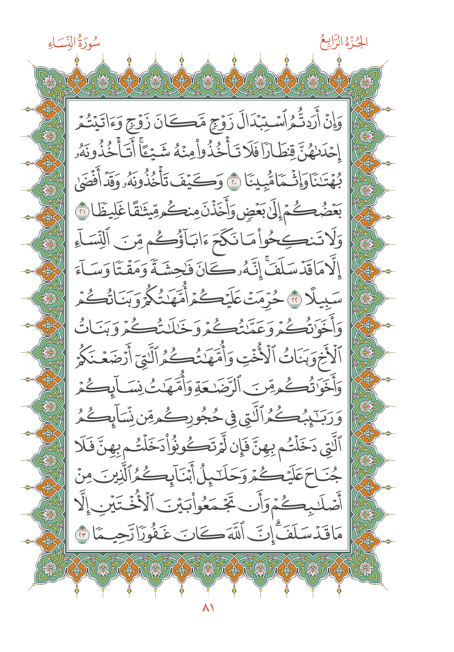 سُورَةُ النِّسَاءِ
الجُزْءُ الرَّابِعُ
وَإِنْ أَرَدتُّمُ ٱسْتِبْدَالَ زَوْجٍ مَّكَانَ زَوْجٍ وَءَاتَيْتُمْ
إِحْدَىٰهُنَّ قِنطَارًا فَلَا تَأْخُذُوا۟ مِنْهُ شَيْـًٔا أَتَأْخُذُونَهُۥ
بُهْتَـٰنًا وَإِثْمًا مُّبِينًا ٢٠ وَكَيْفَ تَأْخُذُونَهُۥ وَقَدْ أَفْضَىٰ
بَعْضُكُمْ إِلَىٰ بَعْضٍ وَأَخَذْنَ مِنكُم مِّيثَـٰقًا غَلِيظًا ٢١
وَلَا تَنكِحُوا۟ مَا نَكَحَ ءَابَآؤُكُم مِّنَ ٱلنِّسَآءِ
إِلَّا مَا قَدْ سَلَفَ ۚ إِنَّهُۥ كَانَ فَـٰحِشَةً وَمَقْتًا وَسَآءَ
سَبِيلًا ٢٢ حُرِّمَتْ عَلَيْكُمْ أُمَّهَـٰتُكُمْ وَبَنَاتُكُمْ
وَأَخَوَٰتُكُمْ وَعَمَّـٰتُكُمْ وَخَـٰلَـٰتُكُمْ وَبَنَاتُ
ٱلْأَخِ وَبَنَاتُ ٱلْأُخْتِ وَأُمَّهَـٰتُكُمُ ٱلَّـٰتِىٓ أَرْضَعْنَكُمْ
وَأَخَوَٰتُكُم مِّنَ ٱلرَّضَـٰعَةِ وَأُمَّهَـٰتُ نِسَآئِكُمْ
وَرَبَـٰٓئِبُكُمُ ٱلَّـٰتِى فِى حُجُورِكُم مِّن نِّسَآئِكُمُ
ٱلَّـٰتِى دَخَلْتُم بِهِنَّ فَإِن لَّمْ تَكُونُوا۟ دَخَلْتُم بِهِنَّ فَلَا
جُنَاحَ عَلَيْكُمْ وَحَلَـٰٓئِلُ أَبْنَآئِكُمُ ٱلَّذِينَ مِنْ
أَصْلَـٰبِكُمْ وَأَن تَجْمَعُوا۟ بَيْنَ ٱلْأُخْتَيْنِ إِلَّا
مَا قَدْ سَلَفَ ۗ إِنَّ ٱللَّهَ كَانَ غَفُورًا رَّحِيمًا ٢٣
٨١